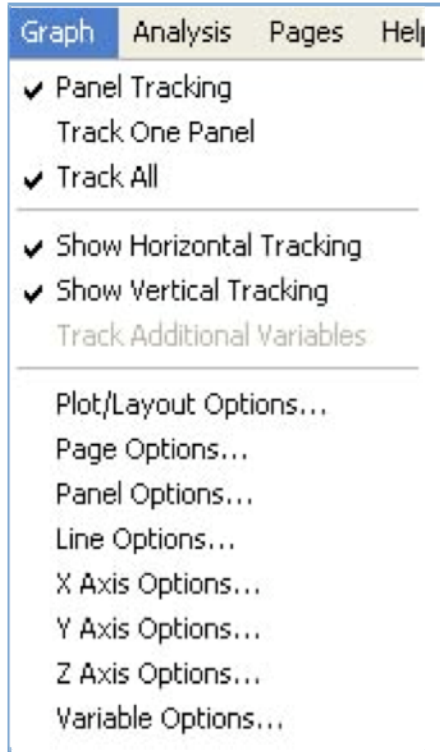 Graph Analysis Pages Help
Panel Tracking
Track One Panel
Track All
Show Horizontal Tracking
Show Vertical Tracking
Track Additional Variables
Plot/Layout Options...
Page Options...
Panel Options...
Line Options...
X Axis Options...
Y Axis Options...
Z Axis Options...
Variable Options...